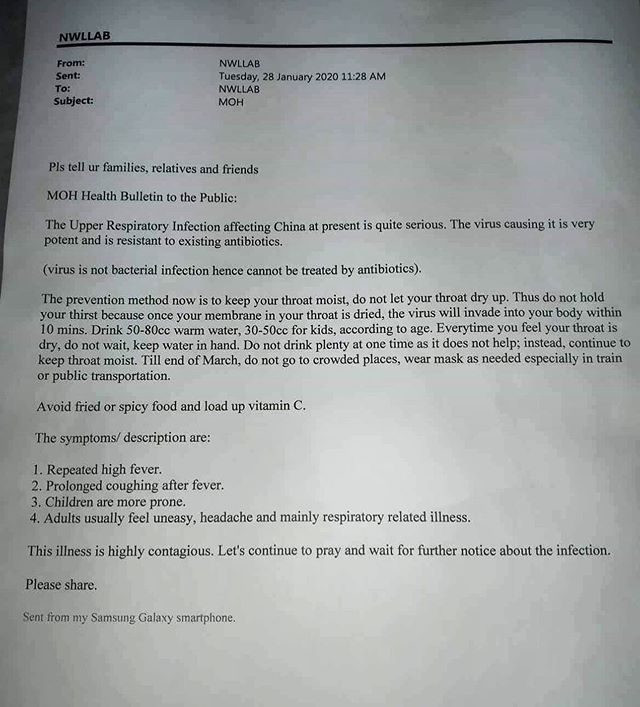 NWLLAB
From: NWLLAB
Sent: Tuesday, 28 January 2020 11:28 AM
To: NWLLAB
Subject: MOH
Pls tell ur families, relatives and friends
MOH Health Bulletin to the Public:
The Upper Respiratory Infection affecting China at present is quite serious. The virus causing it is very
potent and is resistant to existing antibiotics.
(virus is not bacterial infection hence cannot be treated by antibiotics).
The prevention method now is to keep your throat moist, do not let your throat dry up. Thus do not hold
your thirst because once your membrane in your throat is dried, the virus will invade into your body within
10 mins. Drink 50-80cc warm water, 30-50cc for kids, according to age. Everytime you feel your throat is
dry, do not wait, keep water in hand. Do not drink plenty at one time as it does not help; instead, continue to
keep throat moist. Till end of March, do not go to crowded places, wear mask as needed especially in train
or public transportation.
Avoid fried or spicy food and load up vitamin C.
The symptoms/ description are:
1. Repeated high fever.
2. Prolonged coughing after fever.
3. Children are more prone.
4. Adults usually feel uneasy, headache and mainly respiratory related illness.
This illness is highly contagious. Let's continue to pray and wait for further notice about the infection.
Please share.
Sent from my Samsung Galaxy smartphone.